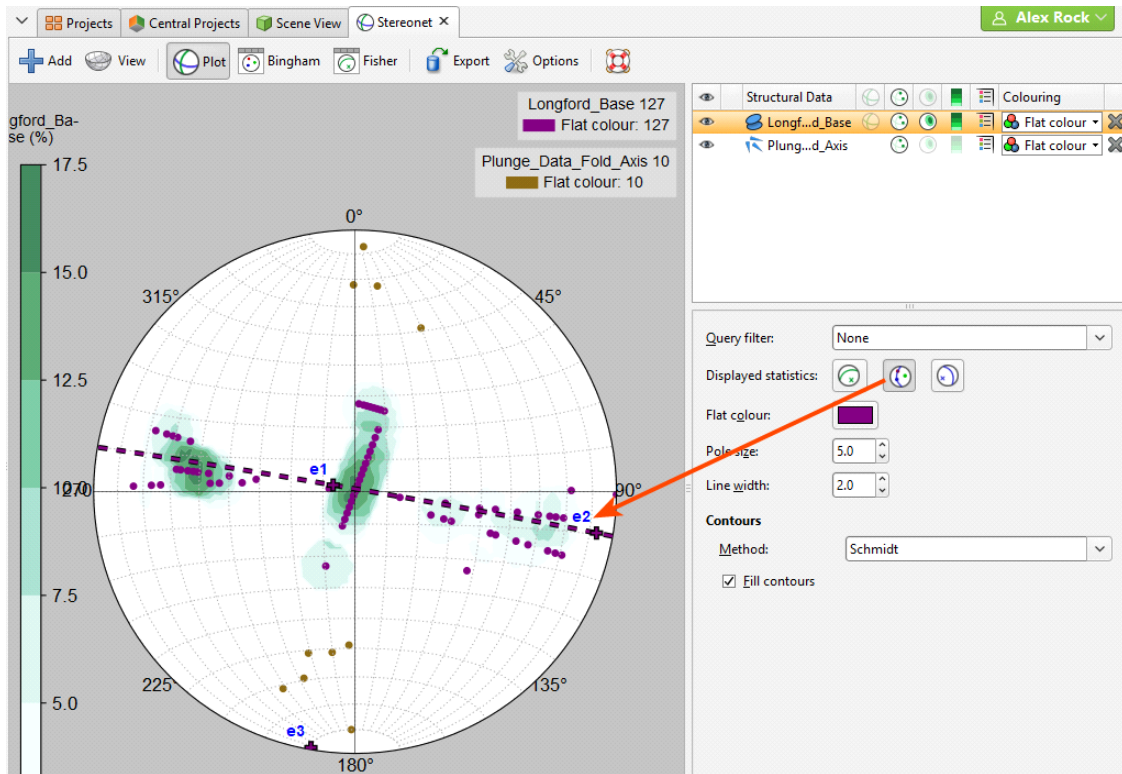 Projects Central Projects Scene View Stereonet Alex Rock
Add View Plot Bingham Fisher Export Options
Structural Data Colouring
Longf...d_Base Flat colour
Plung...d_Axis Flat colour
gford_Ba-
se (%)
Longford_Base 127
Flat colour: 127
Plunge_Data_Fold_Axis 10
Flat colour: 10
17.5
15.0
12.5
10.0
7.5
5.0
0°
45°
90°
135°
180°
225°
270
315°
e1
e2
e3
Query filter: None
Displayed statistics:
Flat colour:
Pole size: 5.0
Line width: 2.0
Contours
Method: Schmidt
Fill contours